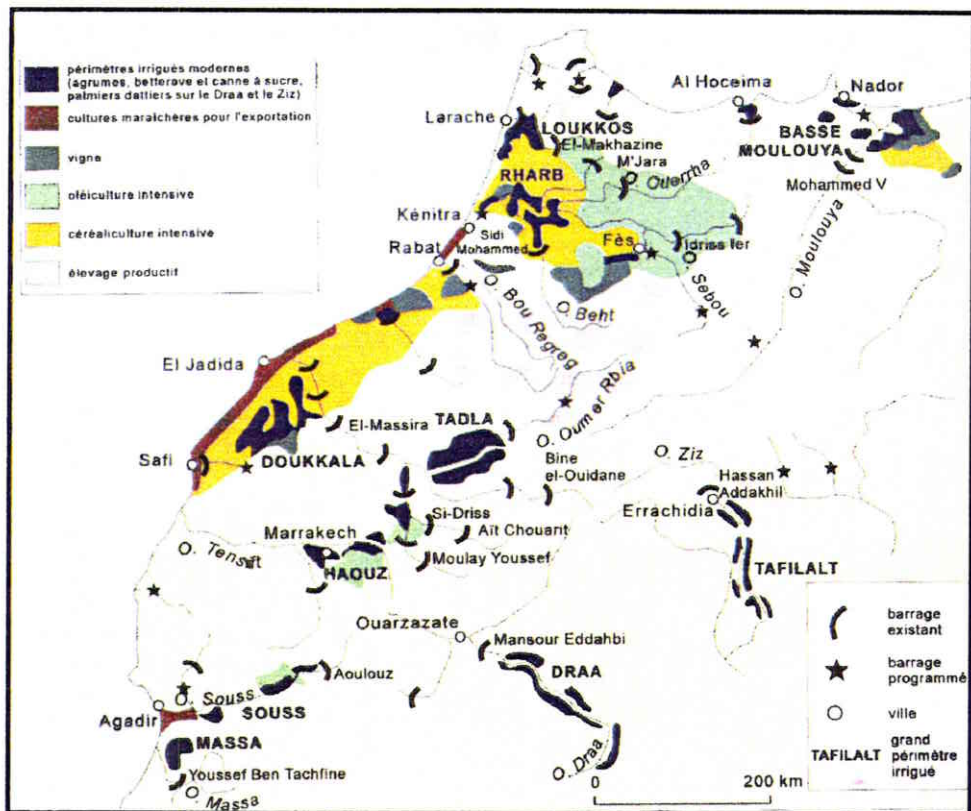 périmètres irrigués modernes
(agrumes, betterave et canne à sucre,
palmiers dattiers sur le Draa et le Ziz)
cultures maraîchères pour l'exportation
vigne
oléiculture intensive
céréaliculture intensive
élevage productif
Al Hoceima
Nador
Larache
LOUKKOS
El-Makhazine
BASSE
MOULOUYA
M'Jara
Ouerrha
RHARB
Mohammed V
Kénitra
Sidi
Mohammed
Fès
Idriss Ier
Rabat
Moulouya
Sebou
Beht
Bou Regreg
El Jadida
Oumer Rbia
El-Massira
TADLA
Safi
DOUKKALA
Bine
el-Ouidane
Ziz
Hassan
Addakhil
Si-Driss
Errachidia
Marrakech
Aït Chouant
Tensift
Moulay Youssef
HAOUZ
TAFILALT
Ouarzazate
Mansour Eddahbi
Aoulouz
DRAA
Souss
Agadir
SOUSS
MASSA
Youssef Ben Tachfine
Massa
Draa
0 200 km
barrage
existant
barrage
programmé
ville
TAFILALT
grand
périmètre
irrigué